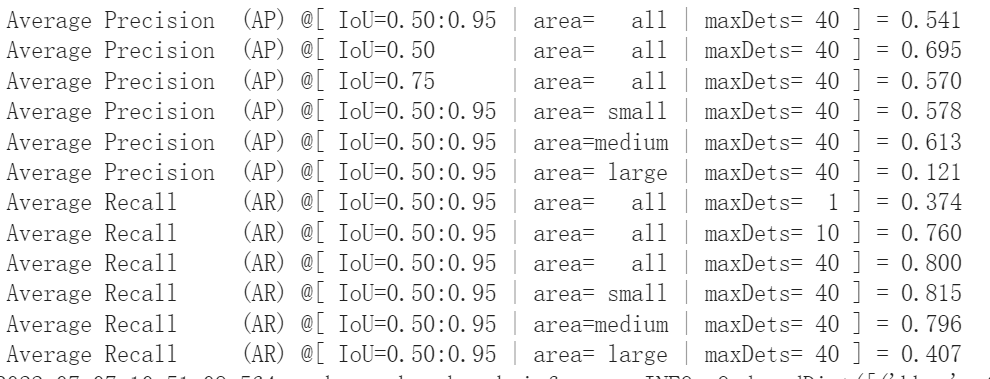 Average Precision  (AP) @[ IoU=0.50:0.95 | area=   all | maxDets= 40 ] = 0.541
Average Precision  (AP) @[ IoU=0.50      | area=   all | maxDets= 40 ] = 0.695
Average Precision  (AP) @[ IoU=0.75      | area=   all | maxDets= 40 ] = 0.570
Average Precision  (AP) @[ IoU=0.50:0.95 | area= small | maxDets= 40 ] = 0.578
Average Precision  (AP) @[ IoU=0.50:0.95 | area=medium | maxDets= 40 ] = 0.613
Average Precision  (AP) @[ IoU=0.50:0.95 | area= large | maxDets= 40 ] = 0.121
Average Recall     (AR) @[ IoU=0.50:0.95 | area=   all | maxDets=  1 ] = 0.374
Average Recall     (AR) @[ IoU=0.50:0.95 | area=   all | maxDets= 10 ] = 0.760
Average Recall     (AR) @[ IoU=0.50:0.95 | area=   all | maxDets= 40 ] = 0.800
Average Recall     (AR) @[ IoU=0.50:0.95 | area= small | maxDets= 40 ] = 0.815
Average Recall     (AR) @[ IoU=0.50:0.95 | area=medium | maxDets= 40 ] = 0.796
Average Recall     (AR) @[ IoU=0.50:0.95 | area= large | maxDets= 40 ] = 0.407